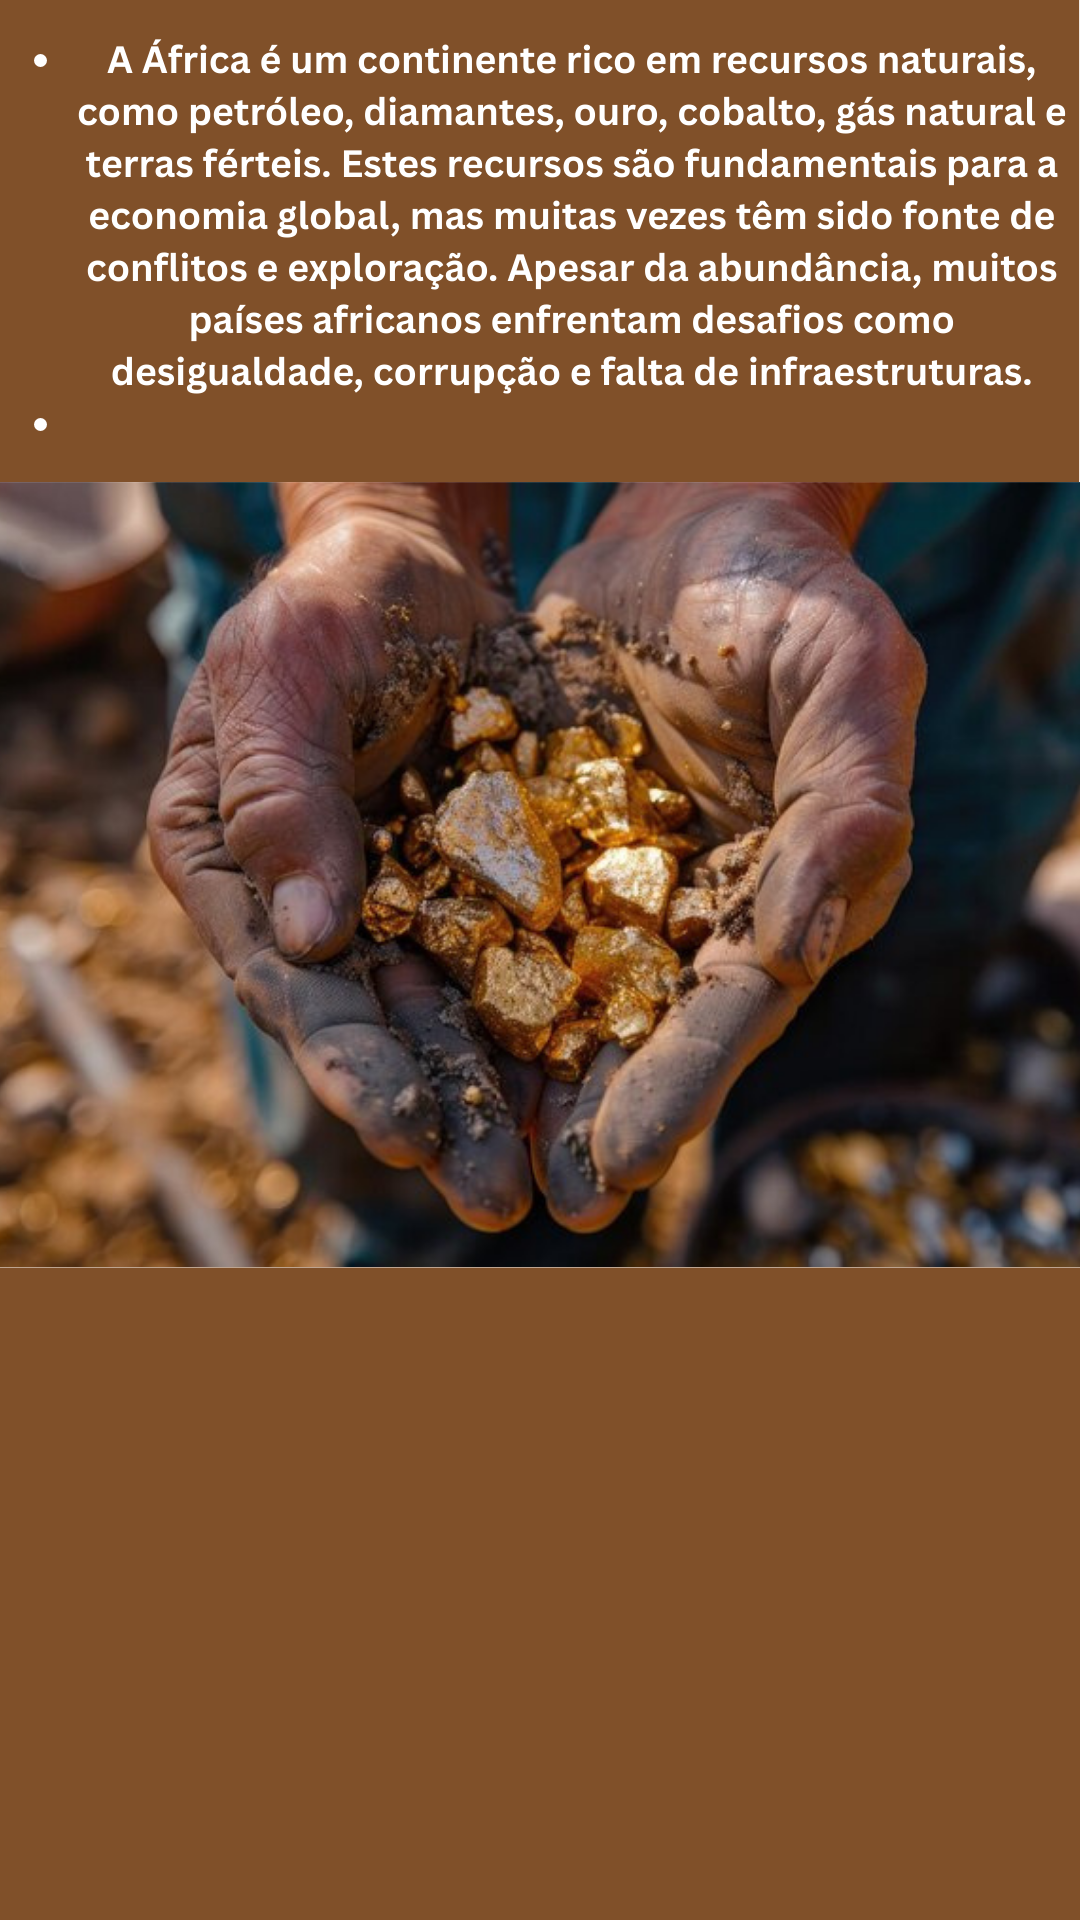 • A África é um continente rico em recursos naturais,
como petróleo, diamantes, ouro, cobalto, gás natural e
terras férteis. Estes recursos são fundamentais para a
economia global, mas muitas vezes têm sido fonte de
conflitos e exploração. Apesar da abundância, muitos
países africanos enfrentam desafios como
desigualdade, corrupção e falta de infraestruturas.
•